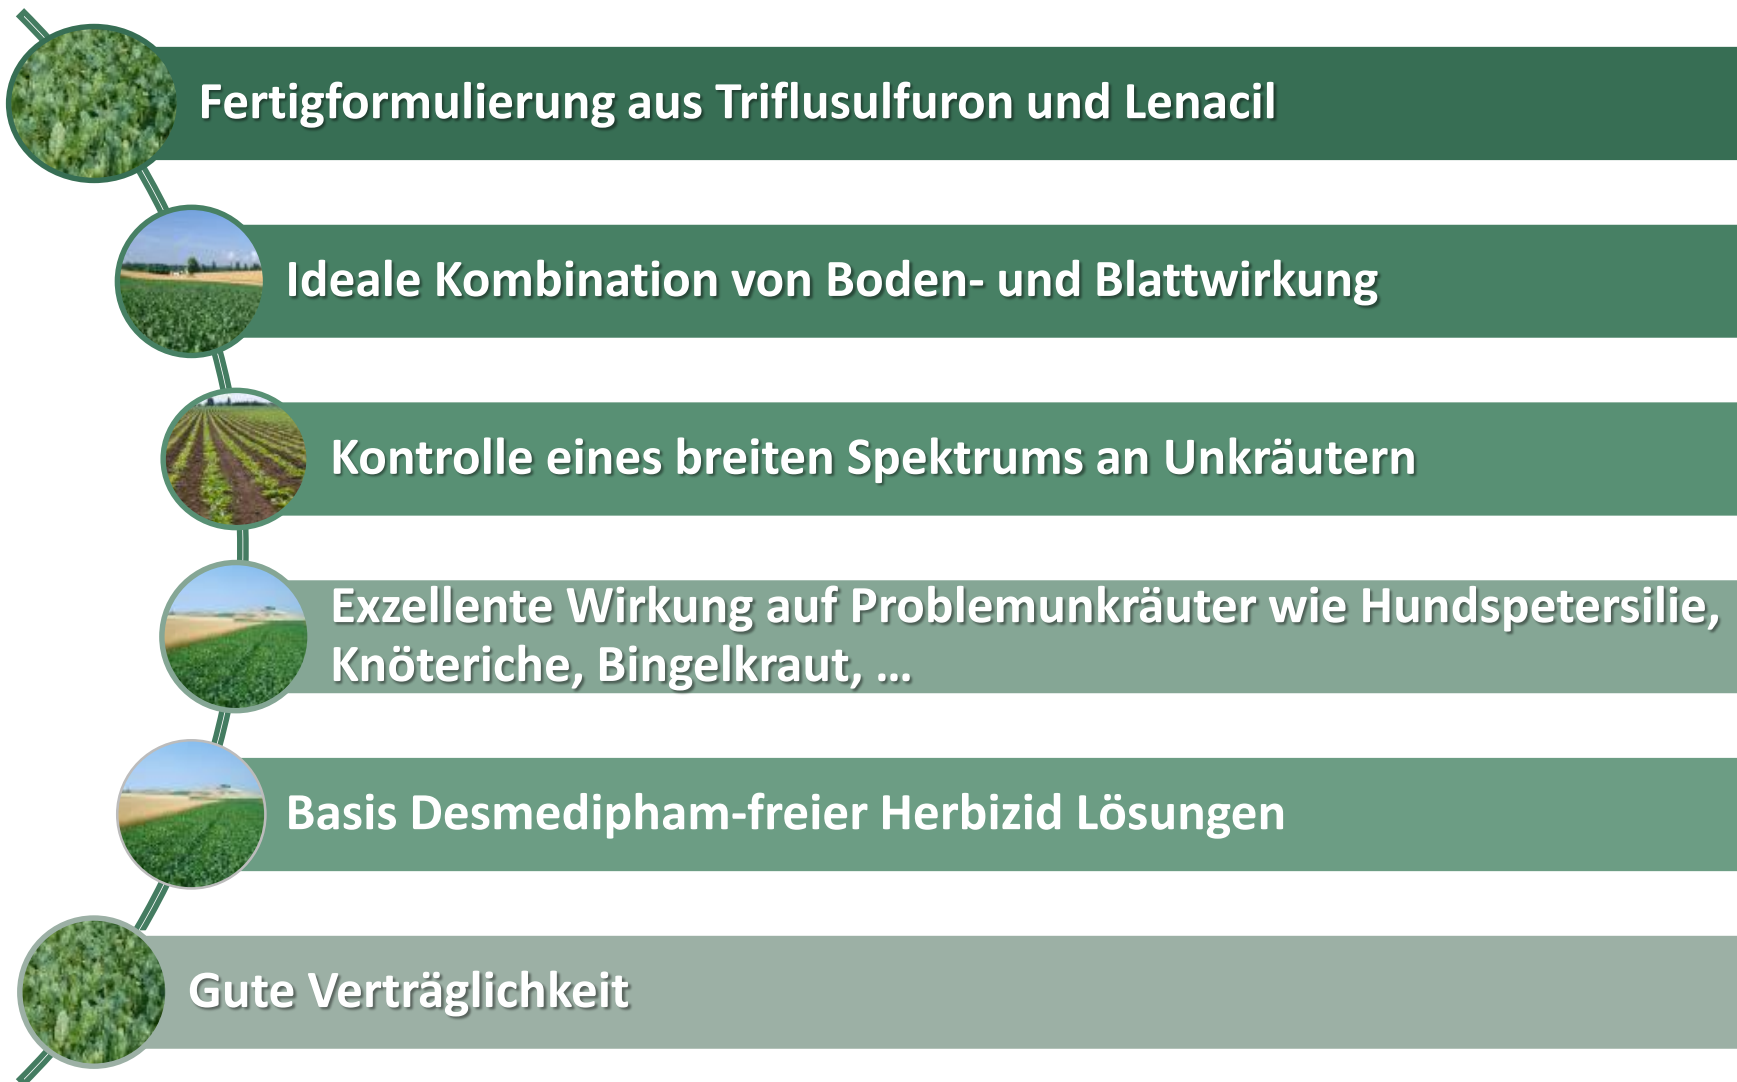 Fertigformulierung aus Triflusulfuron und Lenacil
Ideale Kombination von Boden- und Blattwirkung
Kontrolle eines breiten Spektrums an Unkräutern
Exzellente Wirkung auf Problemunkräuter wie Hundspetersilie,
Knöteriche, Bingelkraut, ...
Basis Desmedipham-freier Herbizid Lösungen
Gute Verträglichkeit